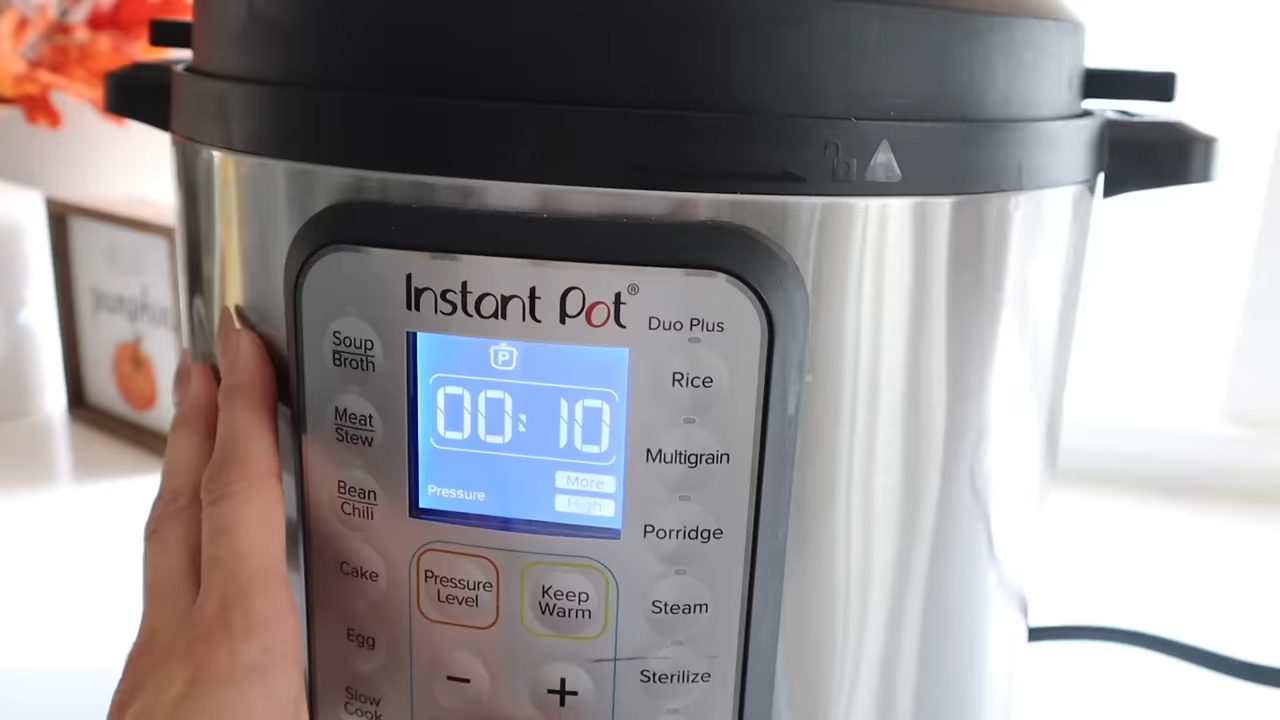 Instant Pot®
Duo Plus
Soup
Broth
Meat
Stew
Bean
Chili
Cake
Egg
Slow
Cook
P
00:10
Pressure
More
High
Pressure
Level
Keep
Warm
−
+
Rice
Multigrain
Porridge
Steam
Sterilize